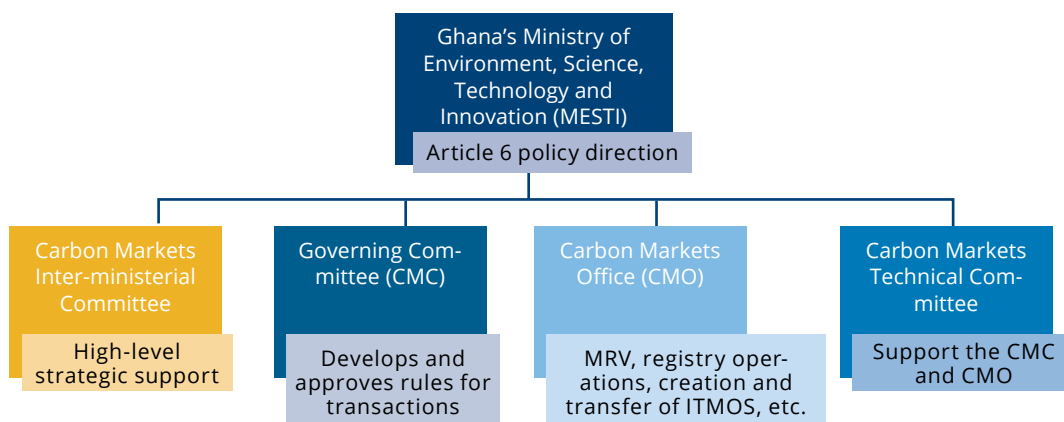 Ghana’s Ministry of
Environment, Science,
Technology and
Innovation (MESTI)
Article 6 policy direction
Carbon Markets
Inter-ministerial
Committee
High-level
strategic support
Governing Com-
mittee (CMC)
Develops and
approves rules for
transactions
Carbon Markets
Office (CMO)
MRV, registry oper-
ations, creation and
transfer of ITMOS, etc.
Carbon Markets
Technical Com-
mittee
Support the CMC
and CMO